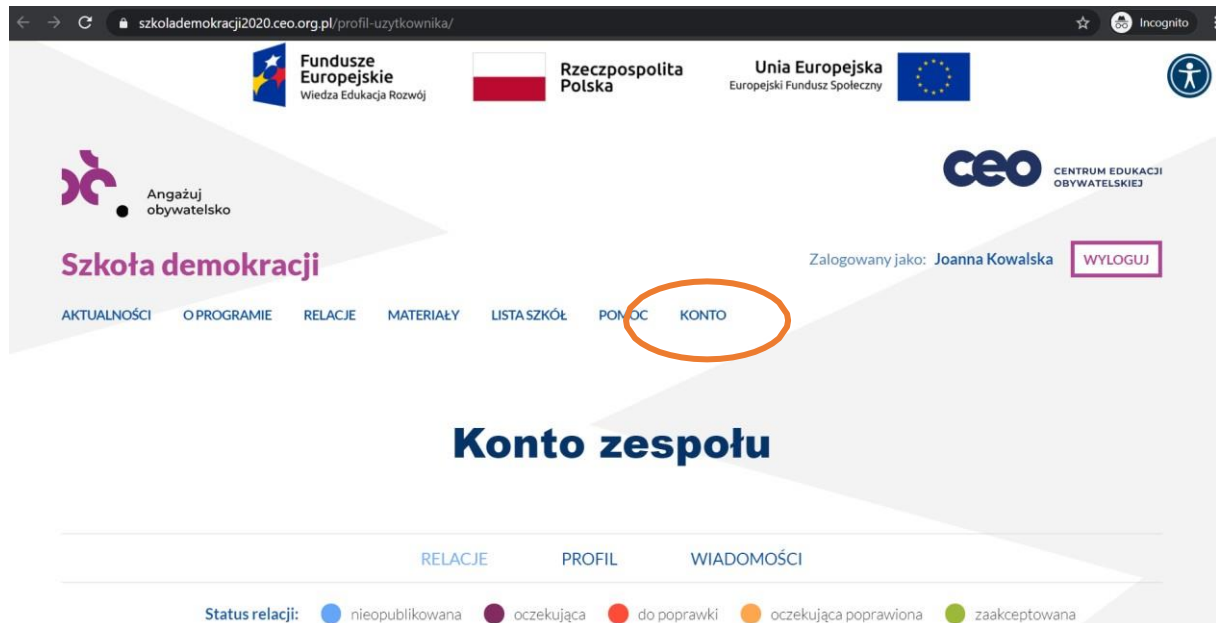 szkolademokracji2020.ceo.org.pl/profil-uzytkownika/
Incognito
Fundusze
Europejskie
Wiedza Edukacja Rozwój
Rzeczpospolita
Polska
Unia Europejska
Europejski Fundusz Społeczny
Angażuj
obywatelsko
ceo
CENTRUM EDUKACJI
OBYWATELSKIEJ
Szkoła demokracji
Zalogowany jako: Joanna Kowalska WYLOGUJ
AKTUALNOŚCI O PROGRAMIE RELACJE MATERIAŁY LISTA SZKÓŁ POMOC KONTO
Konto zespołu
RELACJE PROFIL WIADOMOŚCI
Status relacji: nieopublikowana oczekująca do poprawki oczekująca poprawiona zaakceptowana